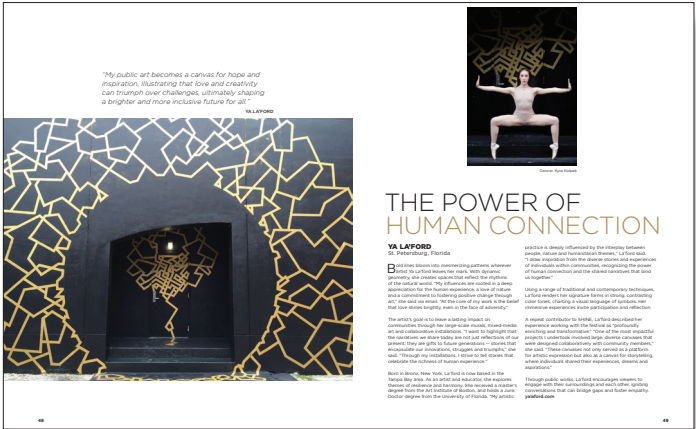 "My public art becomes a canvas for hope and
inspiration, illustrating that love and creativity
can triumph over challenges, ultimately shaping
a brighter and more inclusive future for all."
YA LA'FORD
Dancer: Kyra Kulpek
THE POWER OF
HUMAN CONNECTION
YA LA'FORD
St. Petersburg, Florida
Bold lines bloom into mesmerizing patterns wherever
artist Ya La'Ford leaves her mark. With dynamic
geometry, she creates spaces that reflect the rhythms
of the natural world. "My influences are rooted in a deep
appreciation for the human experience, a love of nature
and a commitment to fostering positive change through
art," she said via email. "At the core of my work is the belief
that love shines brightly, even in the face of adversity."
The artist's goal is to leave a lasting impact on
communities through her large-scale murals, mixed-media
art and collaborative installations. "I want to highlight that
the narratives we share today are not just reflections of our
present; they are gifts to future generations — stories that
encapsulate our innovations, struggles and triumphs," she
said. "Through my installations, I strive to tell stories that
celebrate the richness of human experience."
Born in Bronx, New York, La'Ford is now based in the
Tampa Bay area. As an artist and educator, she explores
themes of resilience and harmony. She received a master's
degree from the Art Institute of Boston, and holds a Juris
Doctor degree from the University of Florida. "My artistic
practice is deeply influenced by the interplay between
people, nature and humanitarian themes," La'Ford said.
"I draw inspiration from the diverse stories and experiences
of individuals within communities, recognizing the power
of human connection and the shared narratives that bind
us together."
Using a range of traditional and contemporary techniques,
La'Ford renders her signature forms in strong, contrasting
color tones, charting a visual language of symbols. Her
immersive experiences invite participation and reflection
A repeat contributor to SHINE, La'Ford described her
experience working with the festival as "profoundly
enriching and transformative!" "One of the most impactful
projects I undertook involved large, diverse canvases that
were designed collaboratively with community members,"
she said. "These canvases not only served as a platform
for artistic expression but also as a canvas for storytelling,
where individuals shared their experiences, dreams and
aspirations."
Through public works, La'Ford encourages viewers to
engage with their surroundings and each other, igniting
conversations that can bridge gaps and foster empathy.
yalaford.com
48
49